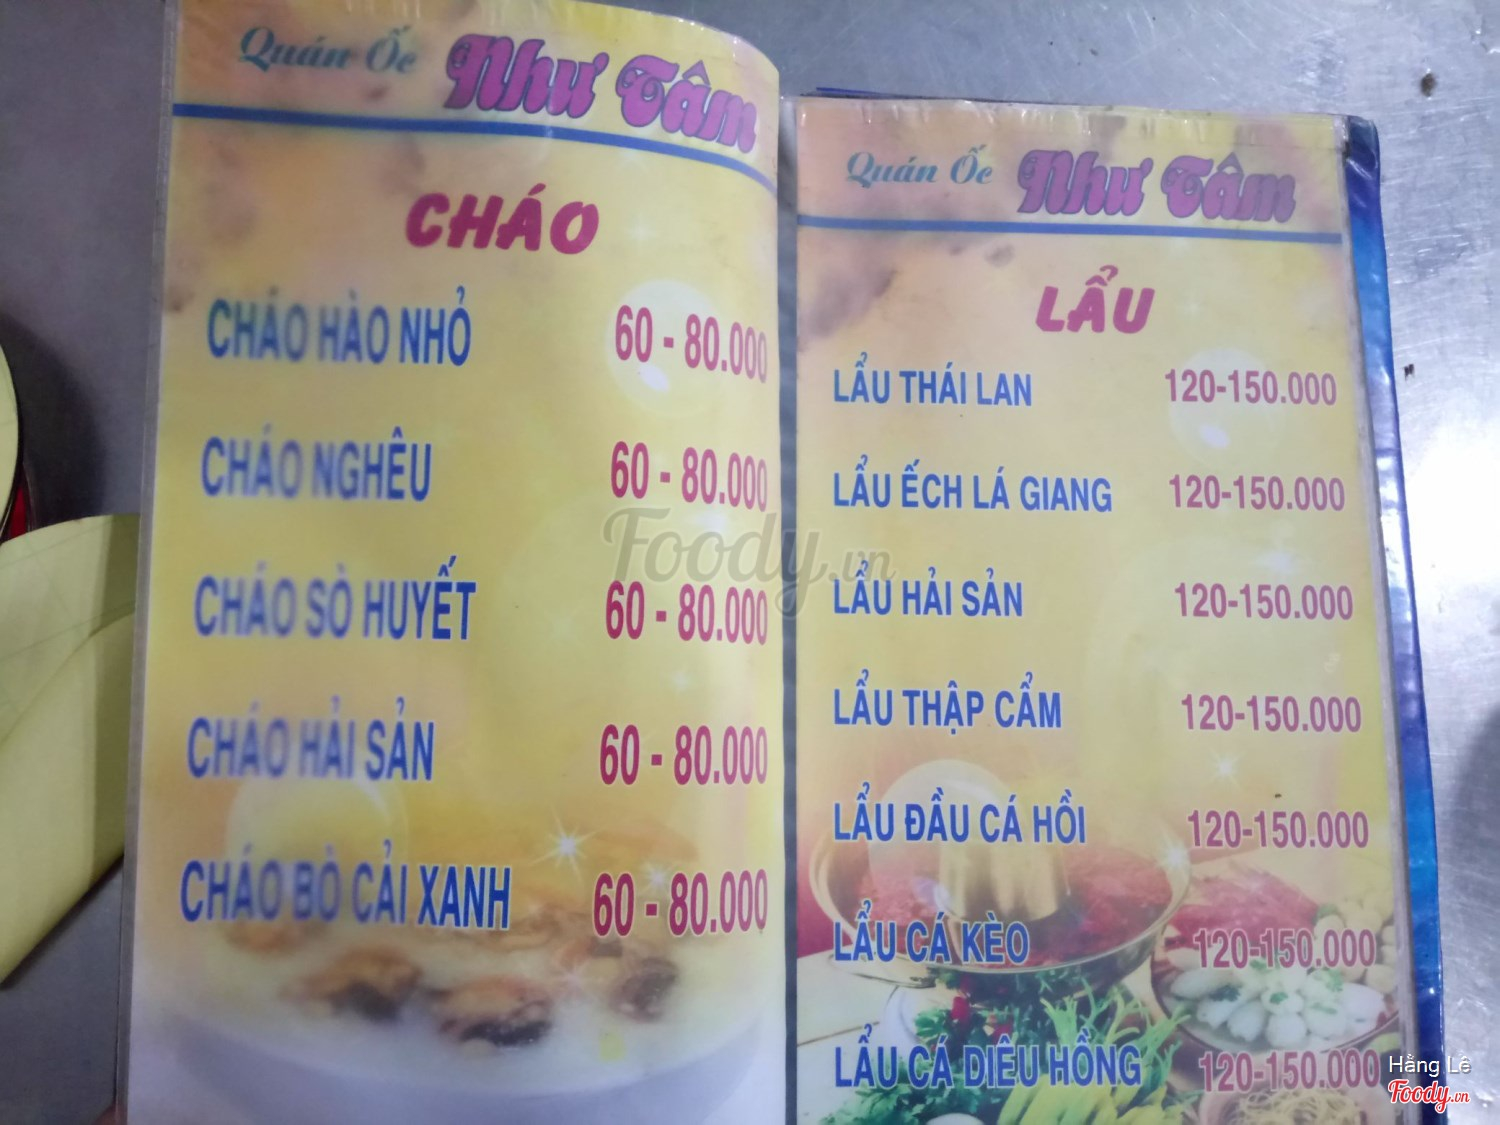 Quán Ốc Như Tâm
CHÁO
CHÁO HÀO NHỎ 60 - 80.000
CHÁO NGHÊU 60 - 80.000
CHÁO SÒ HUYẾT 60 - 80.000
CHÁO HẢI SẢN 60 - 80.000
CHÁO BÒ CẢI XANH 60 - 80.000
Quán Ốc Như Tâm
LẨU
LẨU THÁI LAN 120-150.000
LẨU ẾCH LÁ GIANG 120-150.000
LẨU HẢI SẢN 120-150.000
LẨU THẬP CẨM 120-150.000
LẨU ĐẦU CÁ HỒI 120-150.000
LẨU CÁ KÈO 120-150.000
LẨU CÁ DIÊU HỒNG 120-150.000
Foody.vn
Hằng Lê
Foody.vn